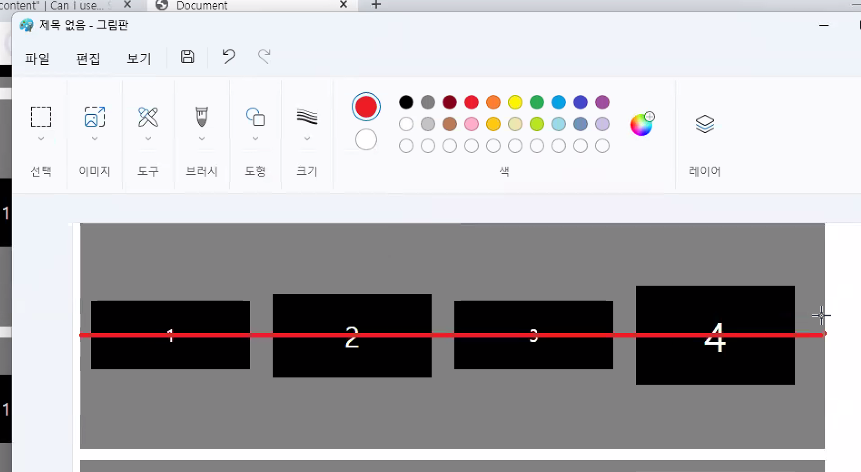 content" | Can I use...
Document
제목 없음 - 그림판
파일 편집 보기
선택 이미지 도구 브러시 도형 크기 색 레이어
1 2 3 4
1
1